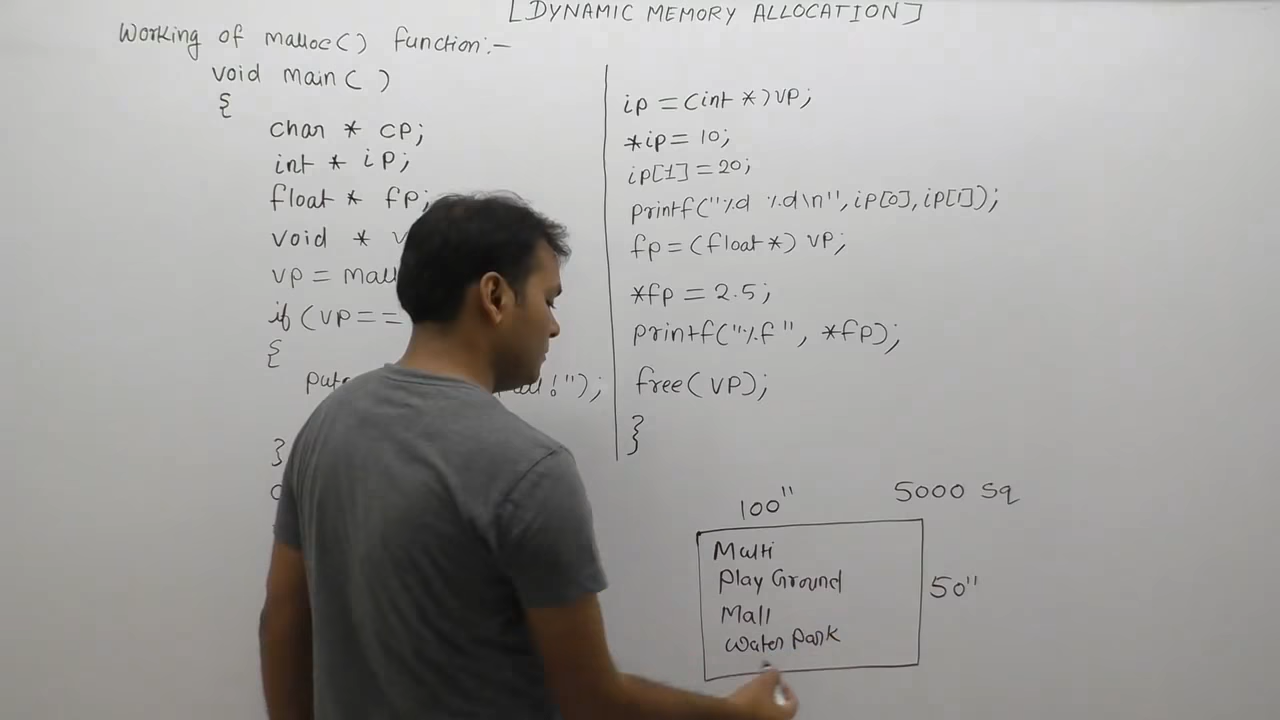 [DYNAMIC MEMORY ALLOCATION]
Working of malloc() function:-
void main( )
{
char * cp;
int * ip;
float * fp;
void *
vp =
if (vp==
{
!");
}
ip = (int *)vp;
*ip = 10;
ip[1] = 20;
printf("%d %d\n", ip[0], ip[1]);
fp = (float*) vp;
*fp = 2.5;
printf("%f", *fp);
free(vp);
}
100"
5000 Sq
Multi
Play Ground
Mall
Water Park
50"